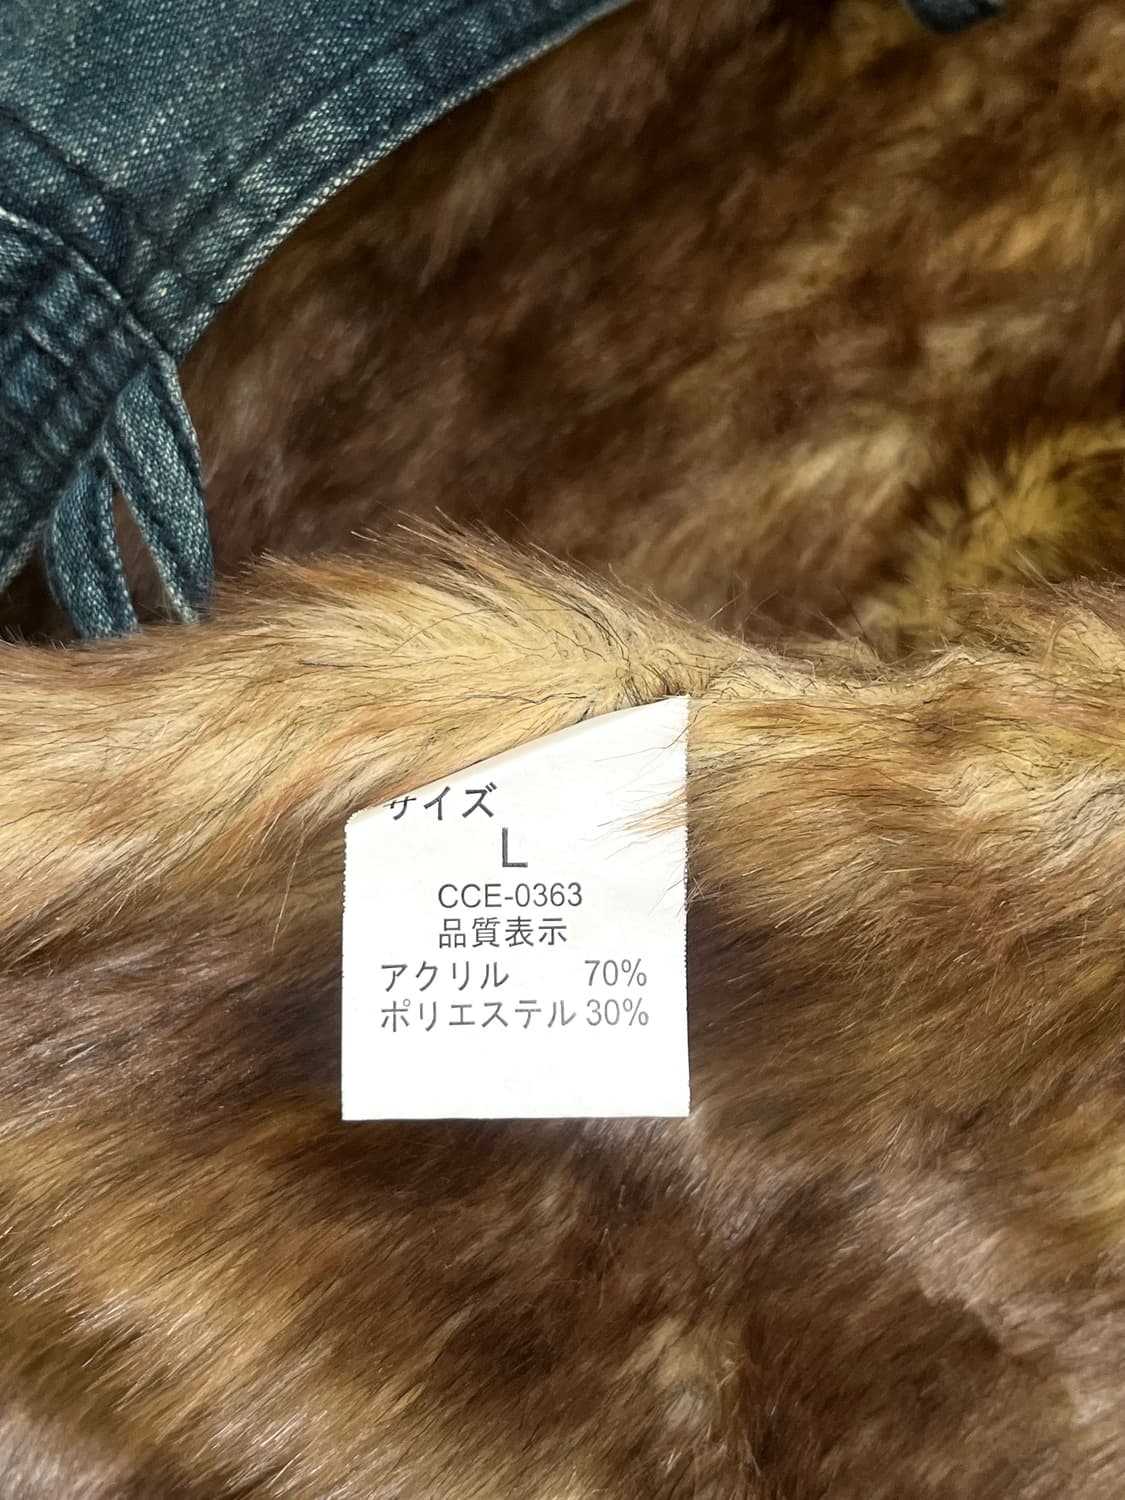 サイズ
L
CCE-0363
品質表示
アクリル 70%
ポリエステル 30%